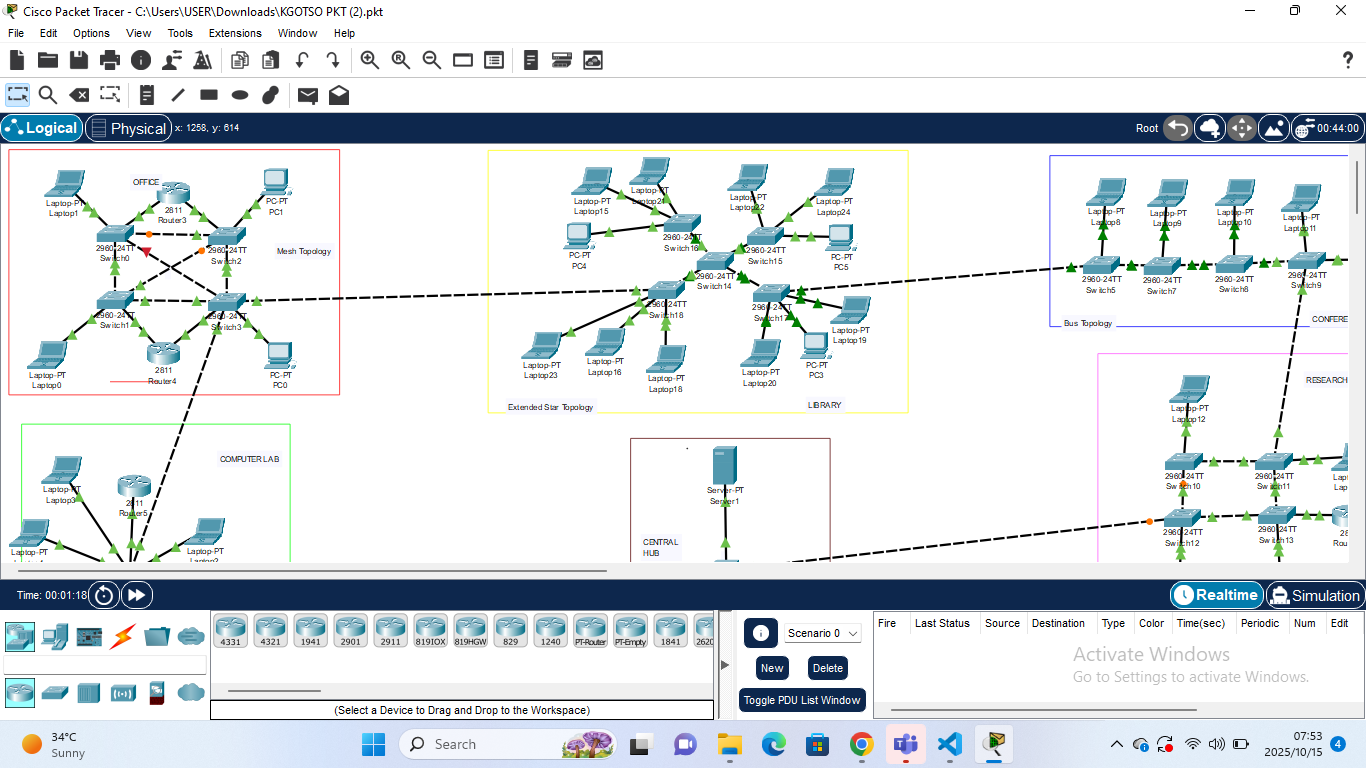 Cisco Packet Tracer - C:\Users\USER\Downloads\KGOTSO PKT (2).pkt
File Edit Options View Tools Extensions Window Help
Logical Physical x: 1258, y: 614 Root 00:44:00
OFFICE
Laptop-PT
Laptop1
2811
Router3
PC-PT
PC1
2960-24TT
Switch0
2960-24TT
Switch2
Mesh Topology
2960-24TT
Switch1
2960-24TT
Switch3
Laptop-PT
Laptop0
2811
Router4
PC-PT
PC0
Laptop-PT
Laptop15
Laptop-PT
Laptop21
Laptop-PT
Laptop22
Laptop-PT
Laptop24
2960-24TT
Switch16
2960-24TT
Switch15
PC-PT
PC4
PC-PT
PC5
2960-24TT
Switch14
2960-24TT
Switch18
2960-24TT
Switch17
Laptop-PT
Laptop19
Laptop-PT
Laptop23
Laptop-PT
Laptop16
Laptop-PT
Laptop18
Laptop-PT
Laptop20
PC-PT
PC3
Extended Star Topology
LIBRARY
Laptop-PT
Laptop8
Laptop-PT
Laptop9
Laptop-PT
Laptop10
Laptop-PT
Laptop11
2960-24TT
Switch5
2960-24TT
Switch7
2960-24TT
Switch8
2960-24TT
Switch9
Bus Topology
CONFERE
RESEARCH
Laptop-PT
Laptop12
2960-24TT
Switch10
2960-24TT
Switch11
2960-24TT
Switch12
2960-24TT
Switch13
COMPUTER LAB
Laptop-PT
Laptop3
2811
Router5
Laptop-PT
Laptop-PT
Server-PT
Server1
CENTRAL
HUB
Time: 00:01:18 Realtime Simulation
4331 4321 1941 2901 2911 819IOX 819HGW 829 1240 PT-Router PT-Empty 1841 2620
(Select a Device to Drag and Drop to the Workspace)
Scenario 0
New Delete
Toggle PDU List Window
Fire Last Status Source Destination Type Color Time(sec) Periodic Num Edit
Activate Windows
Go to Settings to activate Windows.
34°C
Sunny
Search
07:53
2025/10/15
4